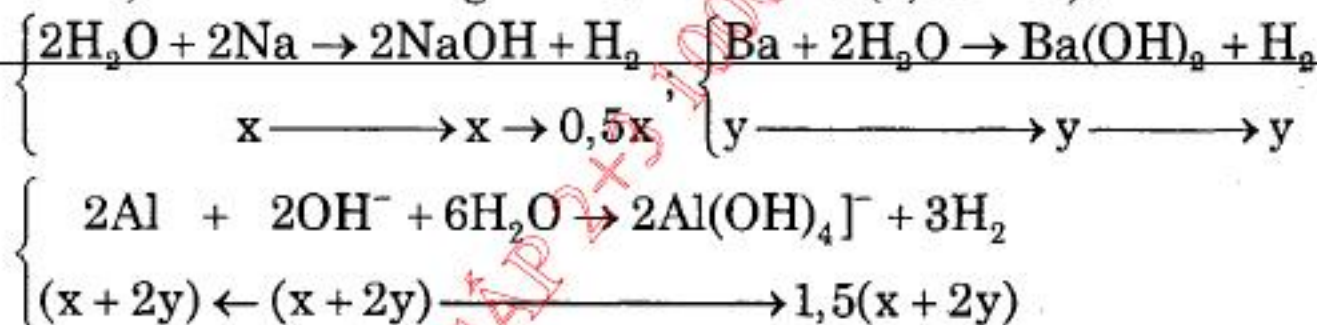 2H₂O + 2Na → 2NaOH + H₂ ; Ba + 2H₂O → Ba(OH)₂ + H₂
x → x → 0,5x y → y → y
2Al + 2OH⁻ + 6H₂O → 2Al(OH)₄]⁻ + 3H₂
(x + 2y) ← (x + 2y) → 1,5(x + 2y)